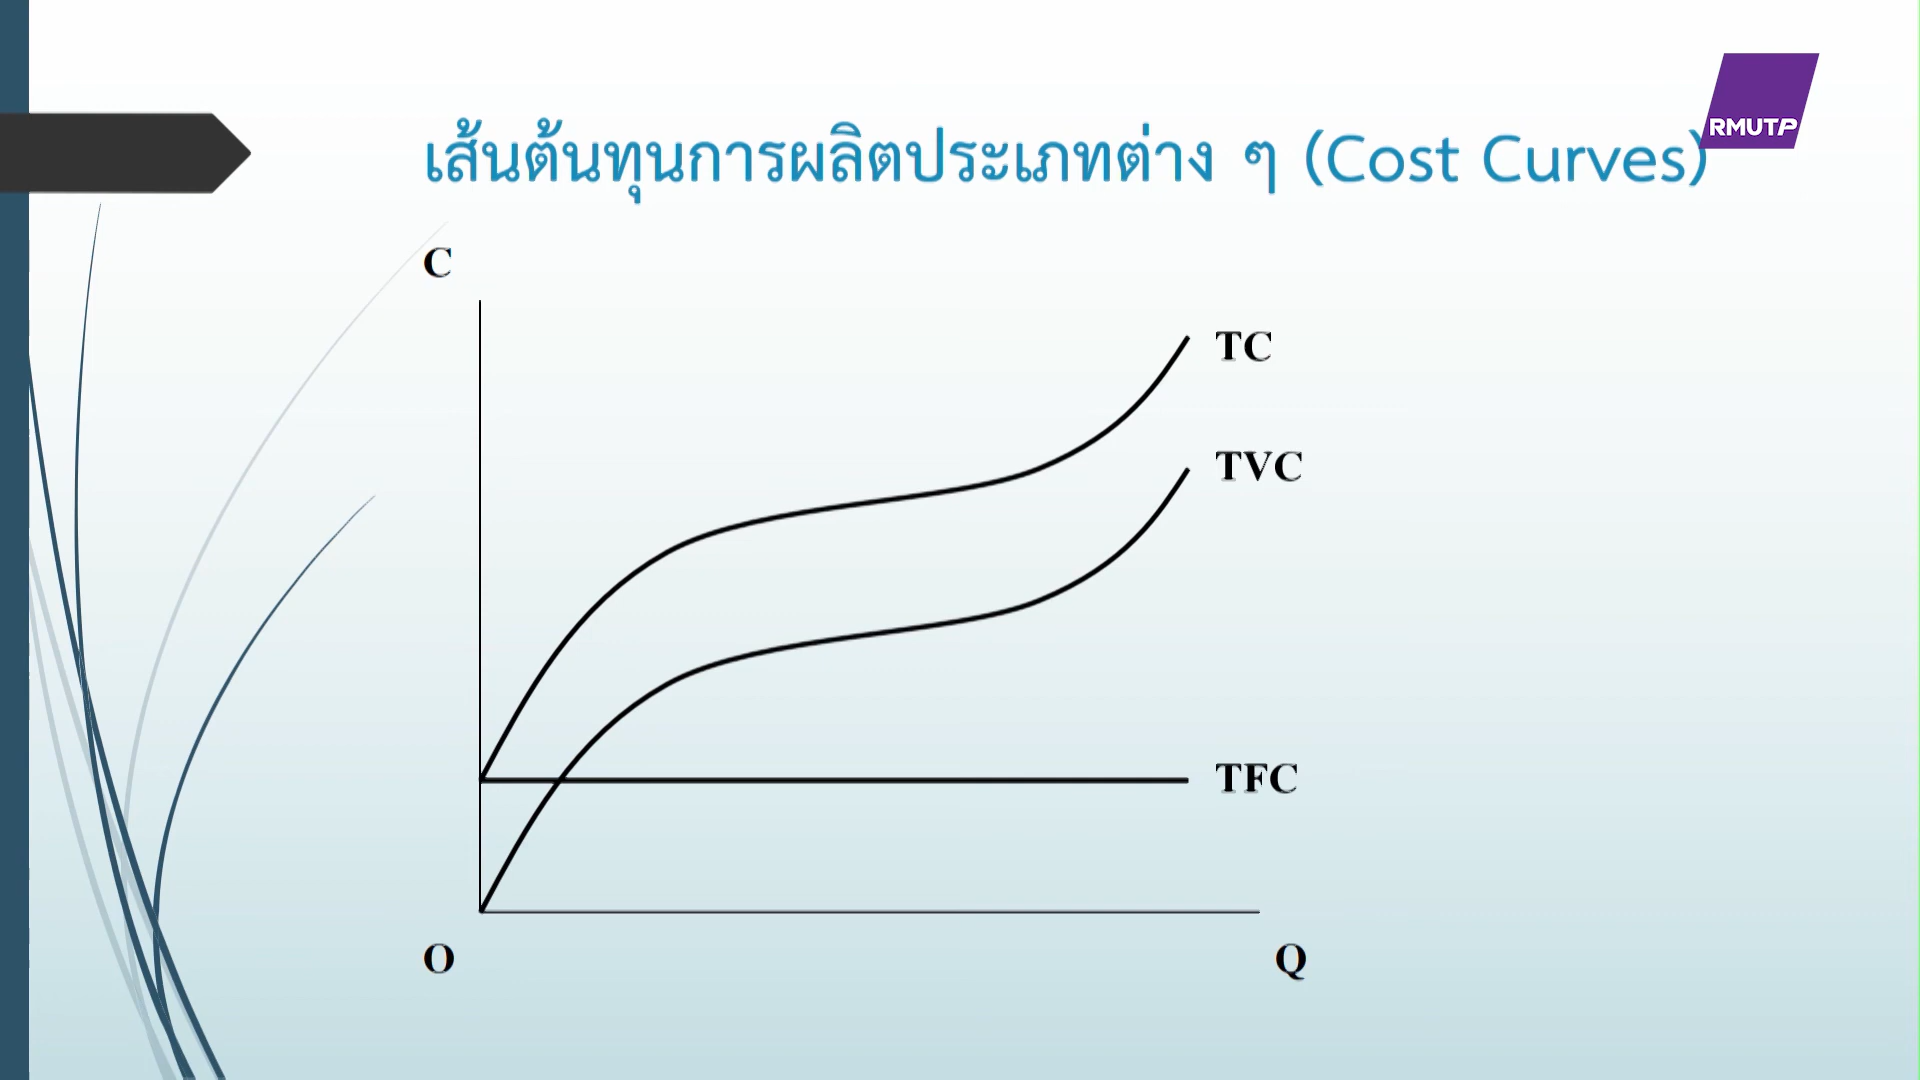 RMUTP
เส้นต้นทุนการผลิตประเภทต่าง ๆ (Cost Curves)
C
TC
TVC
TFC
O
Q